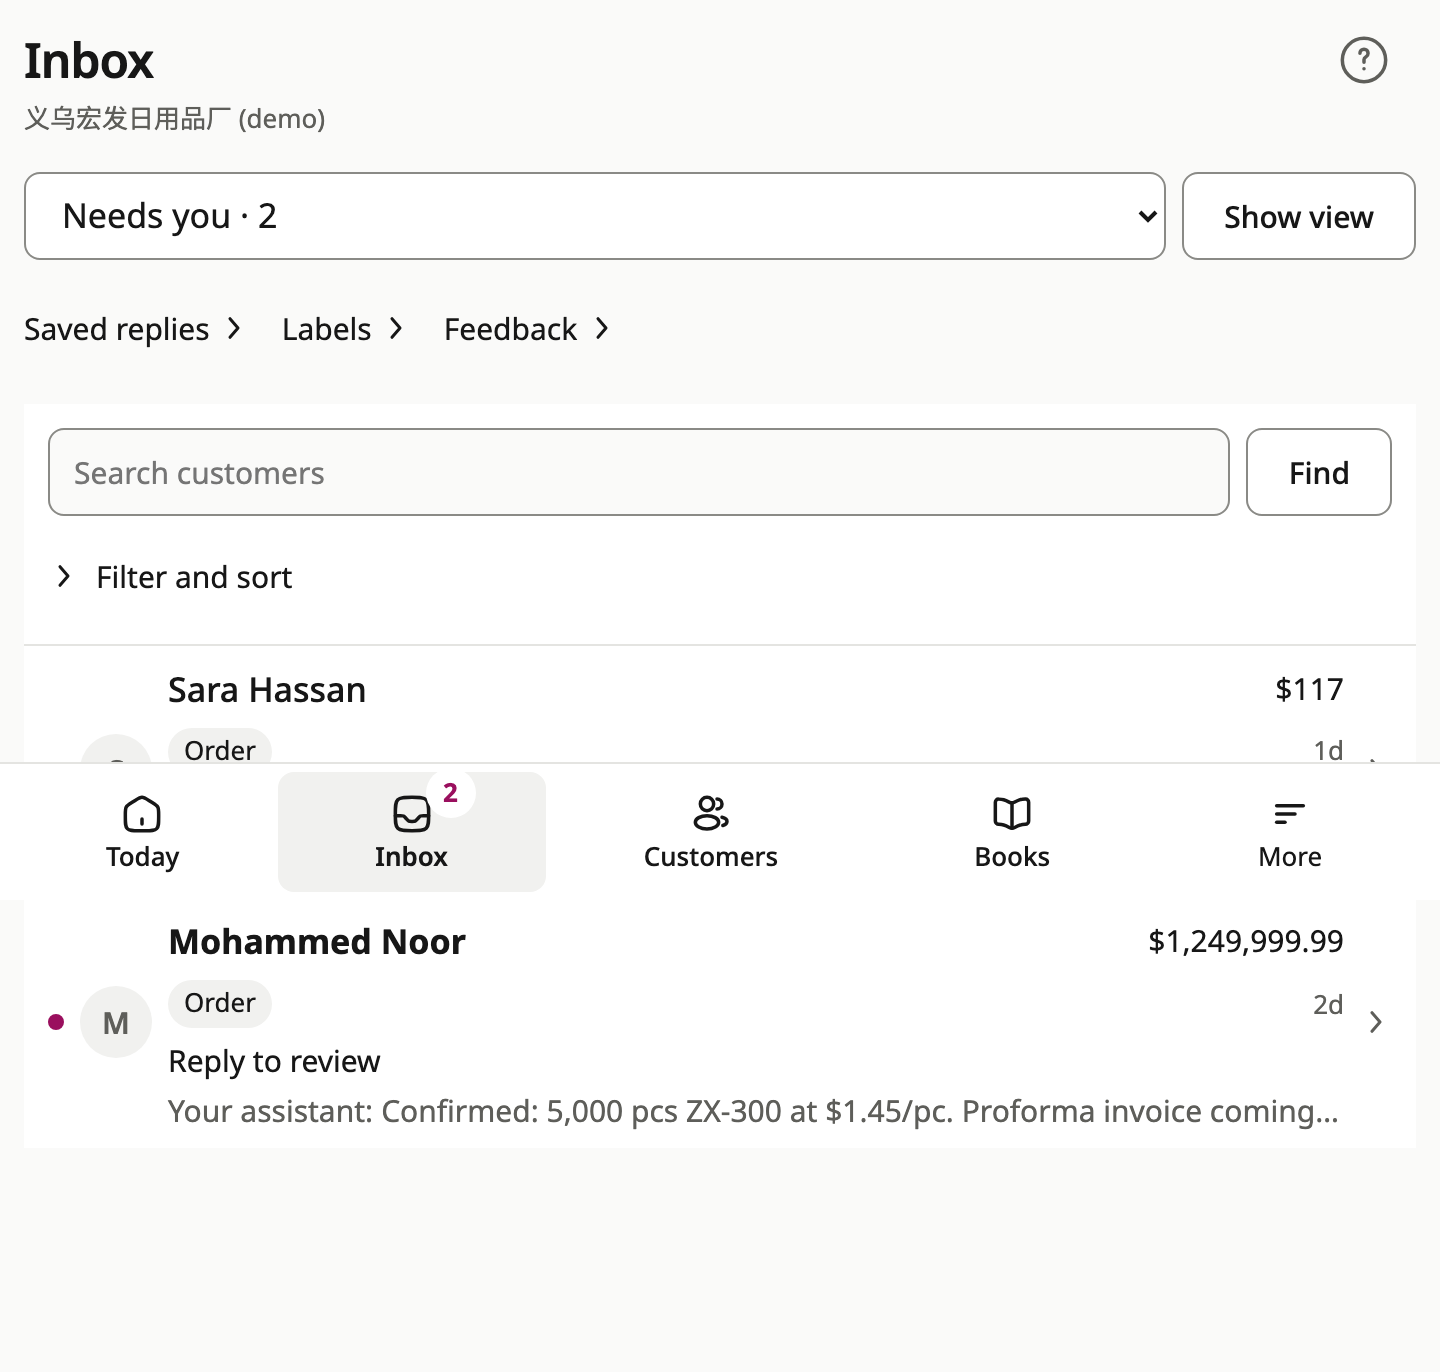 Inbox
?
义乌宏发日用品厂 (demo)
Needs you · 2
Show view
Saved replies
Labels
Feedback
Search customers
Find
Filter and sort
Sara Hassan
$117
Order
1d
2
Today
Inbox
Customers
Books
More
Mohammed Noor
$1,249,999.99
M
Order
2d
Reply to review
Your assistant: Confirmed: 5,000 pcs ZX-300 at $1.45/pc. Proforma invoice coming...